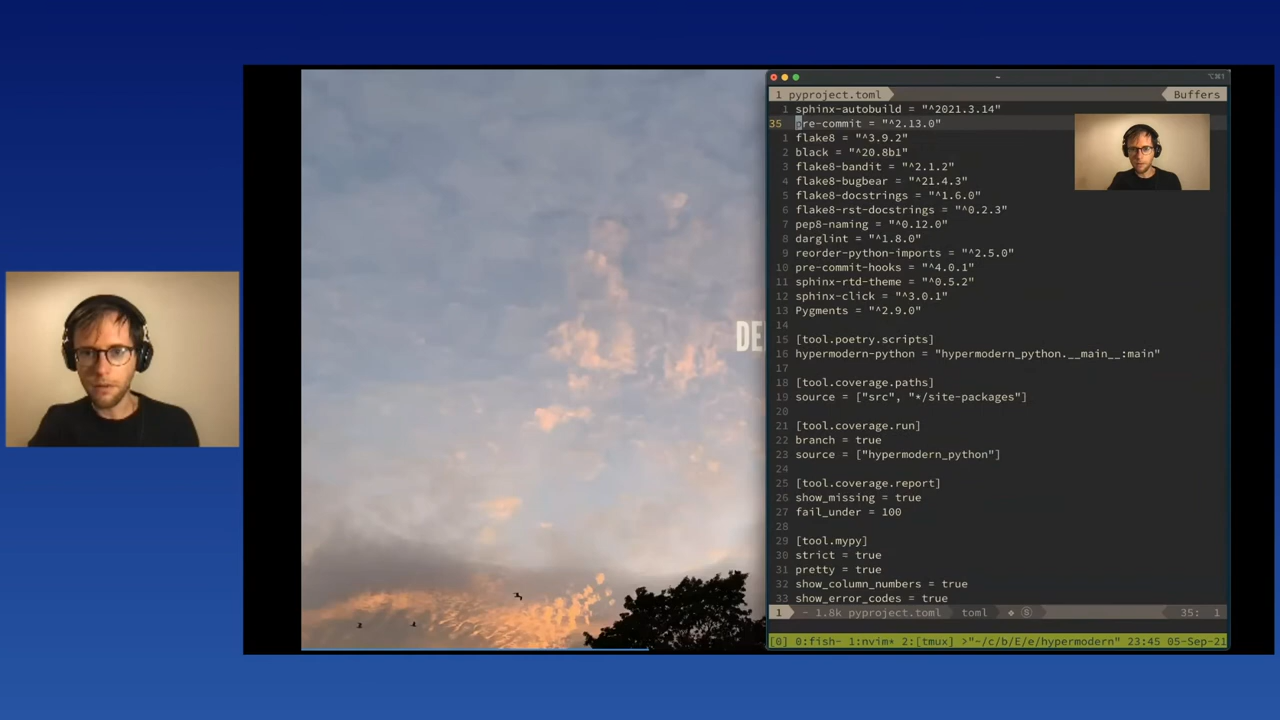 DE
~
⌥⌘1
1 pyproject.toml
Buffers
1 sphinx-autobuild = "^2021.3.14"
35 pre-commit = "^2.13.0"
1 flake8 = "^3.9.2"
2 black = "^20.8b1"
3 flake8-bandit = "^2.1.2"
4 flake8-bugbear = "^21.4.3"
5 flake8-docstrings = "^1.6.0"
6 flake8-rst-docstrings = "^0.2.3"
7 pep8-naming = "^0.12.0"
8 darglint = "^1.8.0"
9 reorder-python-imports = "^2.5.0"
10 pre-commit-hooks = "^4.0.1"
11 sphinx-rtd-theme = "^0.5.2"
12 sphinx-click = "^3.0.1"
13 Pygments = "^2.9.0"
14
15 [tool.poetry.scripts]
16 hypermodern-python = "hypermodern_python.__main__:main"
17
18 [tool.coverage.paths]
19 source = ["src", "*/site-packages"]
20
21 [tool.coverage.run]
22 branch = true
23 source = ["hypermodern_python"]
24
25 [tool.coverage.report]
26 show_missing = true
27 fail_under = 100
28
29 [tool.mypy]
30 strict = true
31 pretty = true
32 show_column_numbers = true
33 show_error_codes = true
1 - 1.8k pyproject.toml toml ❖ Ⓢ 35: 1
[0] 0:fish- 1:nvim* 2:[tmux] >"~/c/b/E/e/hypermodern" 23:45 05-Sep-21